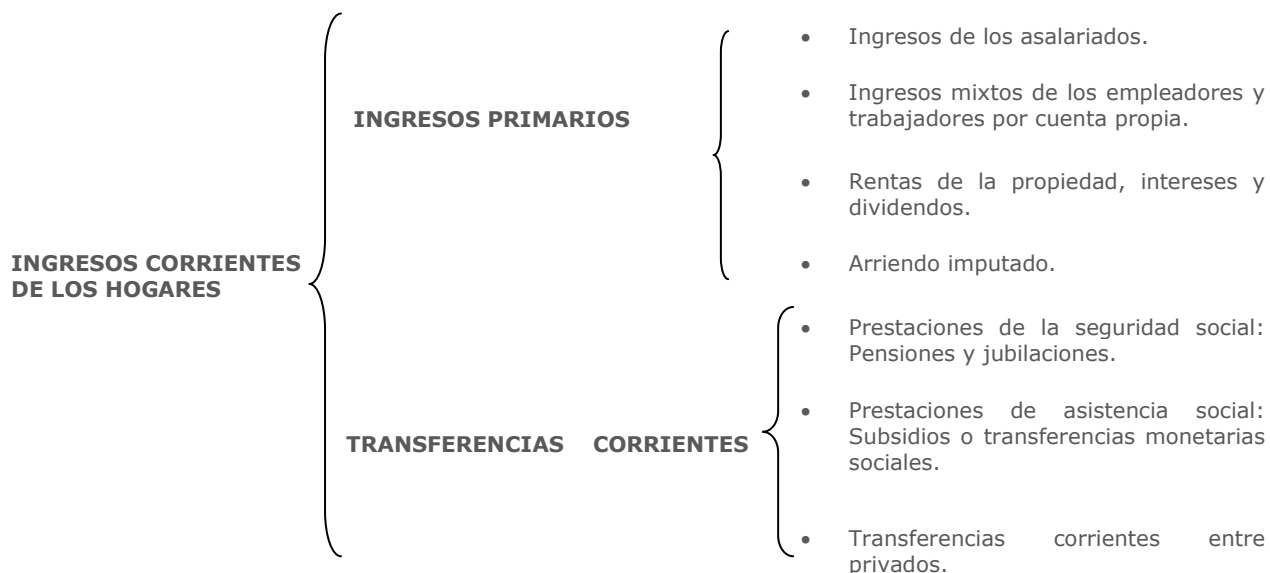 INGRESOS CORRIENTES
DE LOS HOGARES
INGRESOS PRIMARIOS
• Ingresos de los asalariados.
• Ingresos mixtos de los empleadores y
trabajadores por cuenta propia.
• Rentas de la propiedad, intereses y
dividendos.
• Arriendo imputado.
TRANSFERENCIAS CORRIENTES
• Prestaciones de la seguridad social:
Pensiones y jubilaciones.
• Prestaciones de asistencia social:
Subsidios o transferencias monetarias
sociales.
• Transferencias corrientes entre
privados.